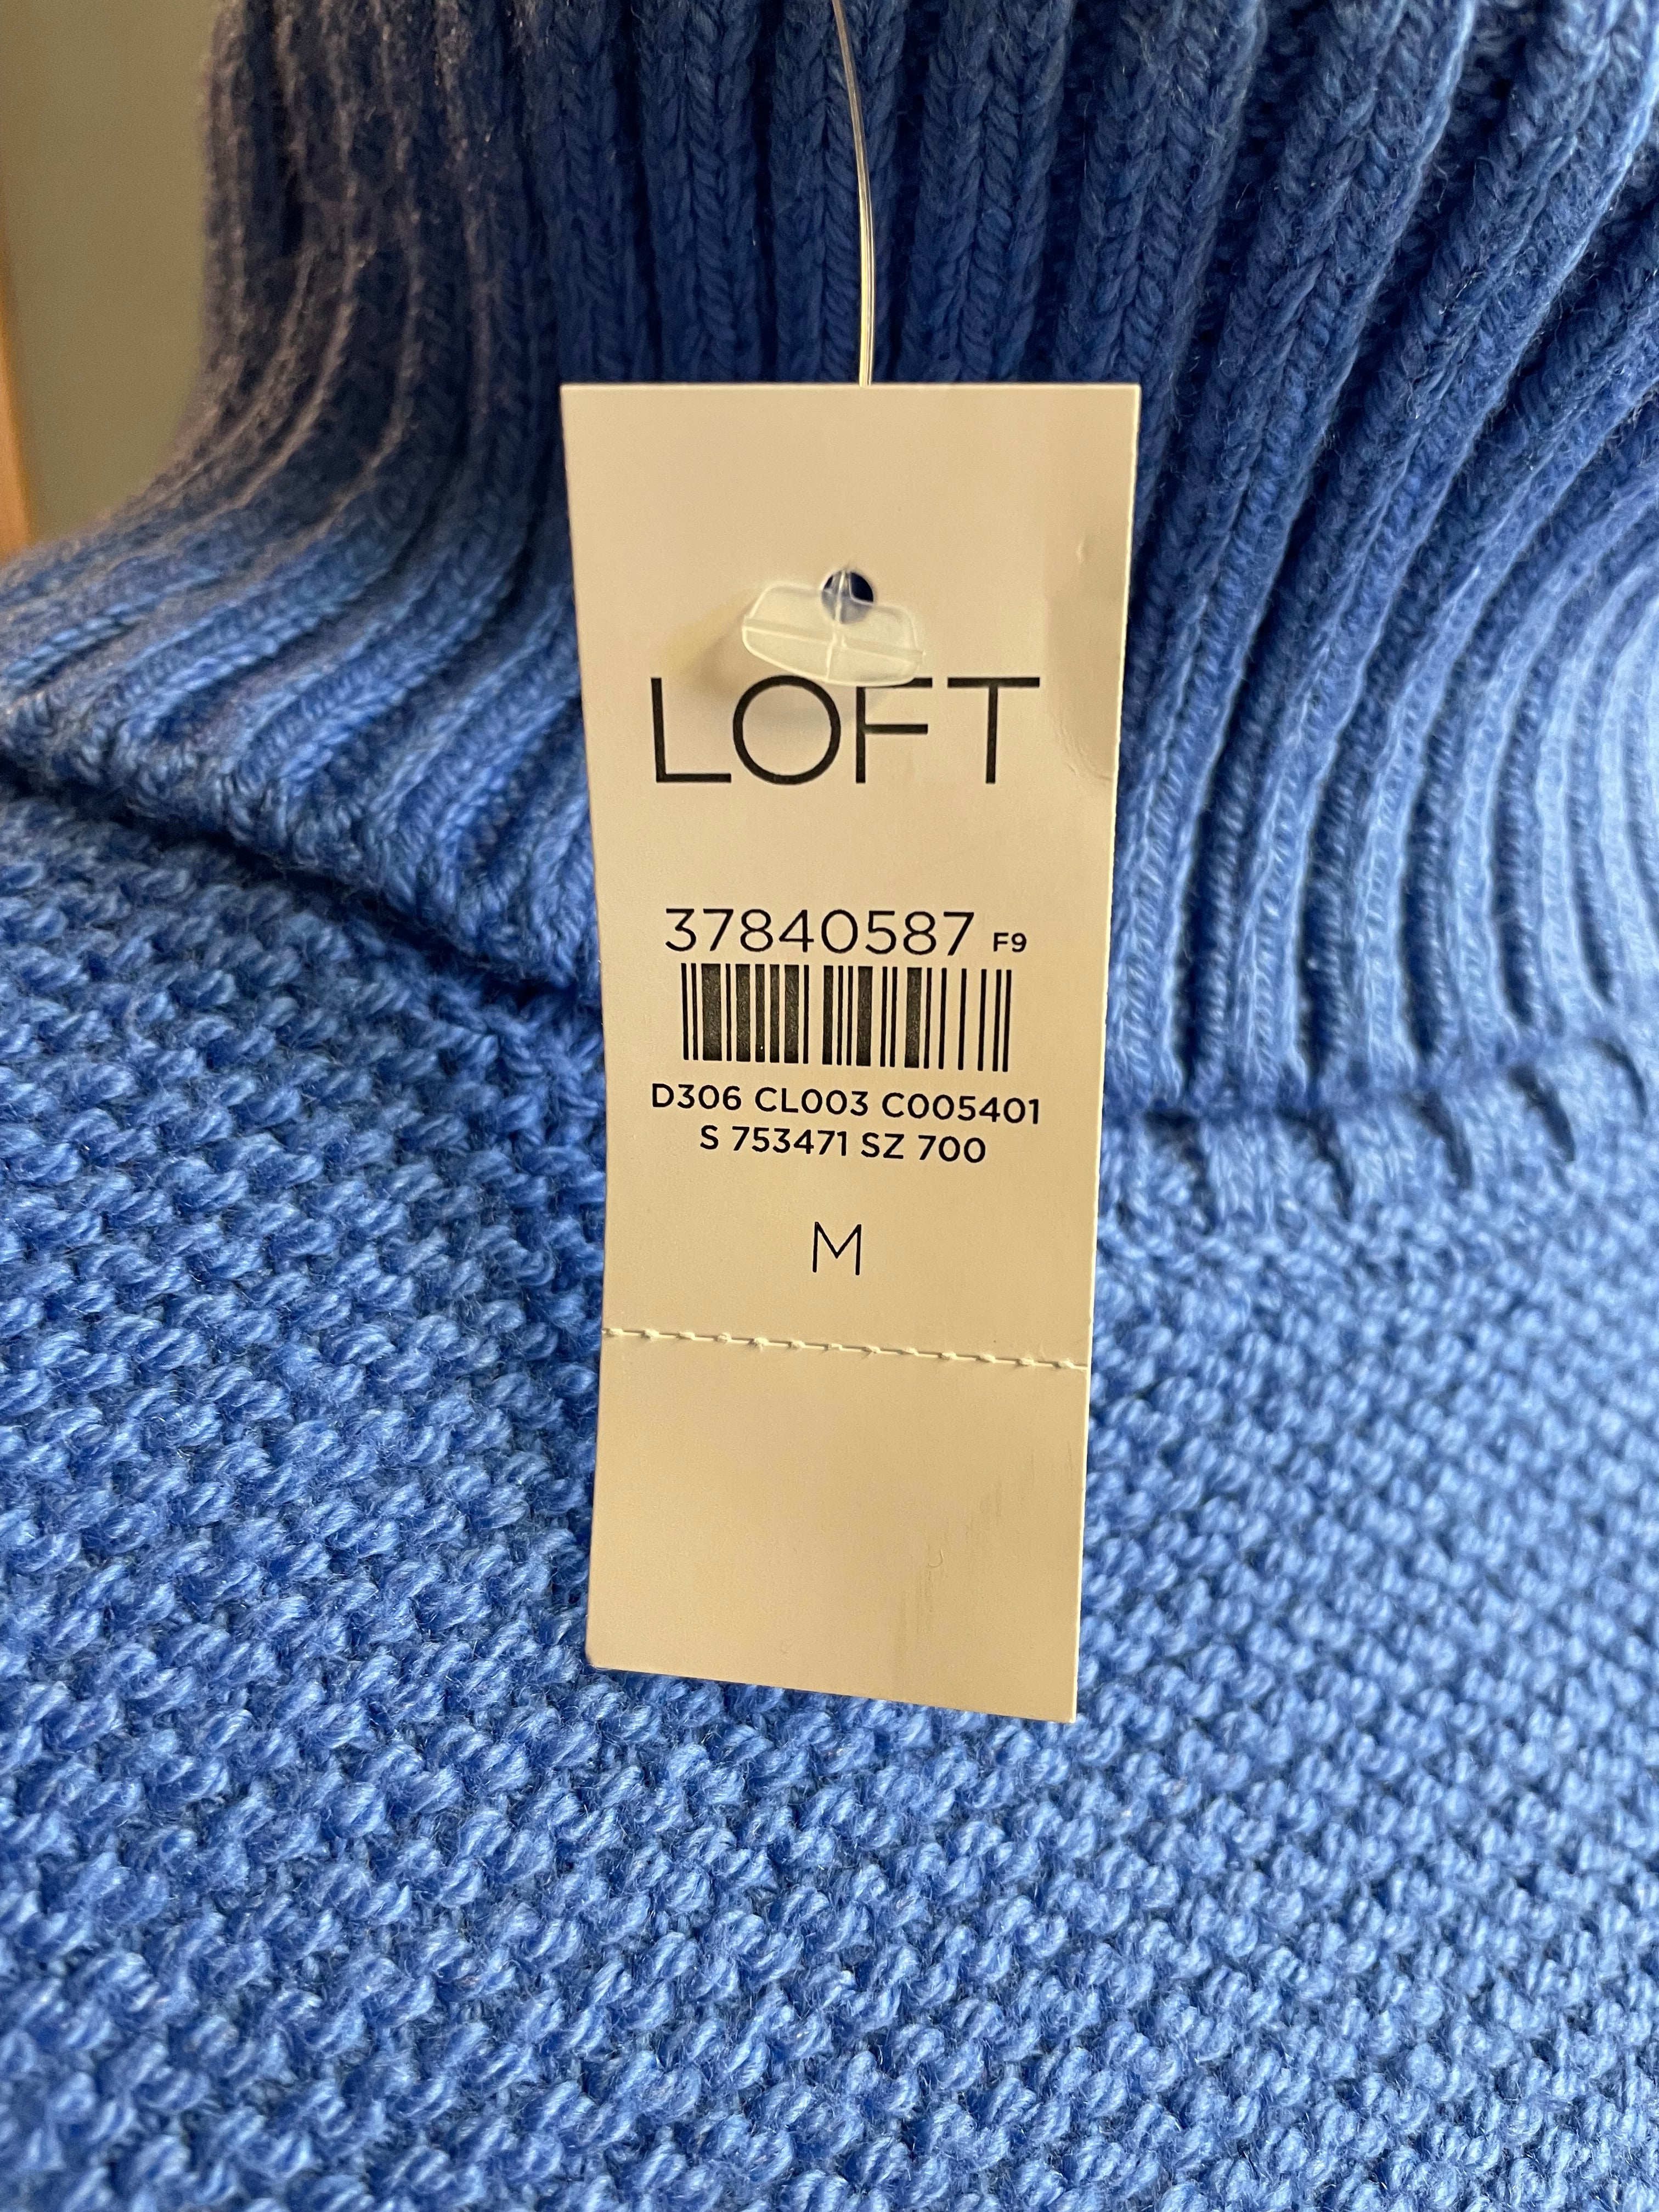 LOFT
37840587 F9
D306 CL003 C005401
S 753471 SZ 700
M